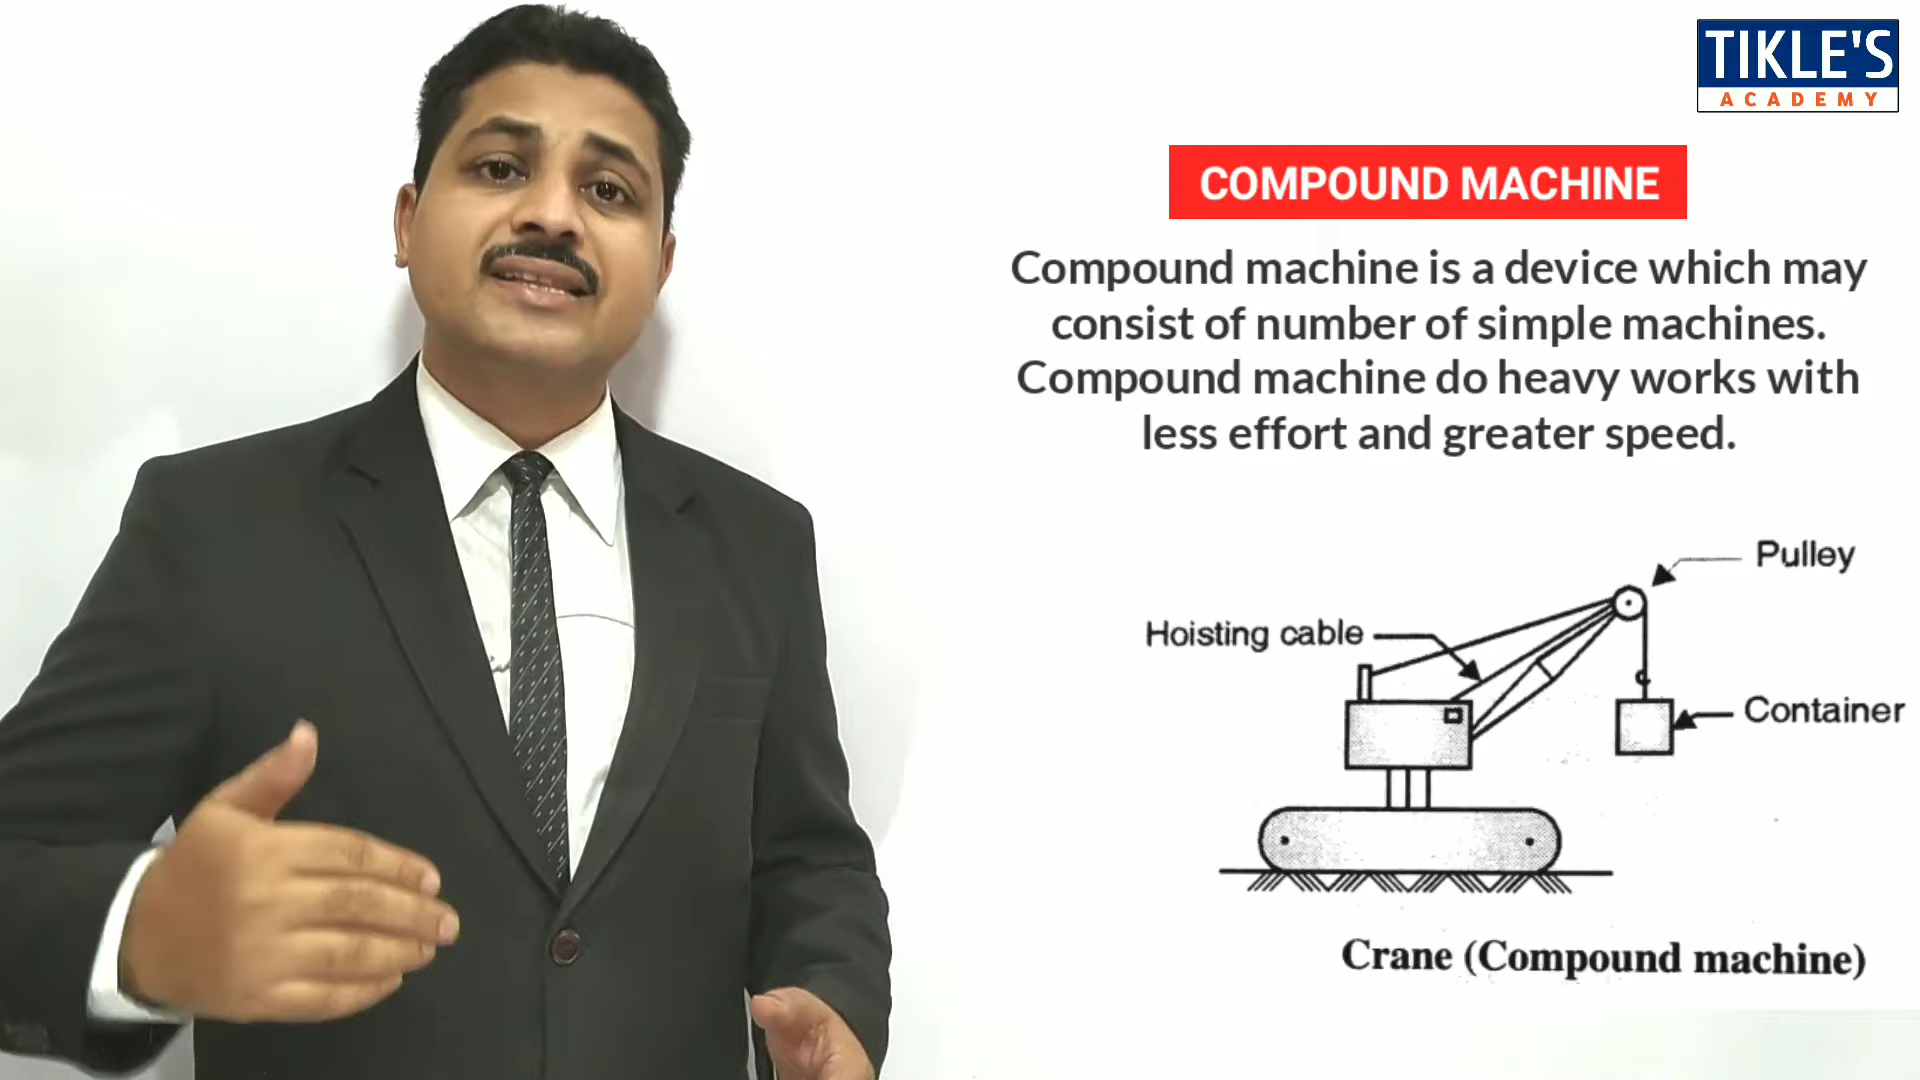 TIKLE'S
ACADEMY
COMPOUND MACHINE
Compound machine is a device which may
consist of number of simple machines.
Compound machine do heavy works with
less effort and greater speed.
Pulley
Hoisting cable
Container
Crane (Compound machine)